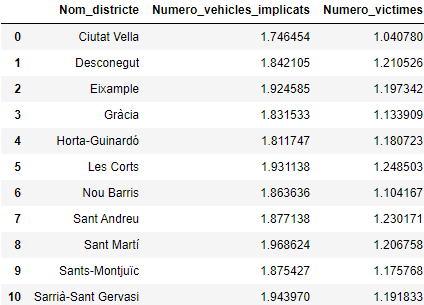 Nom_districte Numero_vehicles_implicats Numero_victimes
0 Ciutat Vella 1.746454 1.040780
1 Desconegut 1.842105 1.210526
2 Eixample 1.924585 1.197342
3 Gràcia 1.831533 1.133909
4 Horta-Guinardó 1.811747 1.180723
5 Les Corts 1.931138 1.248503
6 Nou Barris 1.863636 1.104167
7 Sant Andreu 1.877138 1.230171
8 Sant Martí 1.968624 1.206758
9 Sants-Montjuïc 1.875427 1.175768
10 Sarrià-Sant Gervasi 1.943970 1.191833